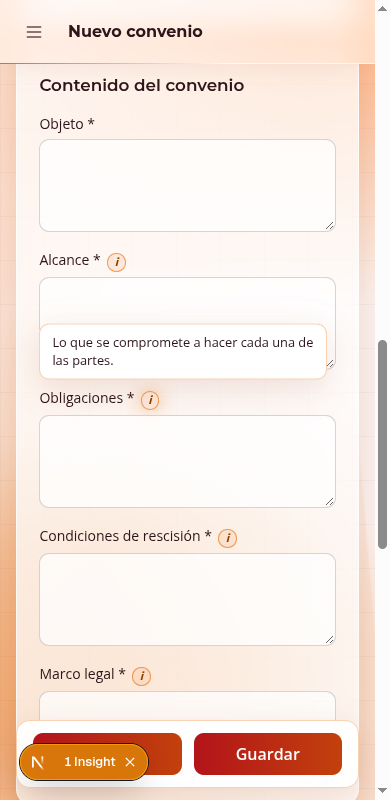 Nuevo convenio
Contenido del convenio
Objeto *
Alcance * i
Lo que se compromete a hacer cada una de
las partes.
Obligaciones * i
Condiciones de rescisión * i
Marco legal * i
N 1 Insight
Guardar